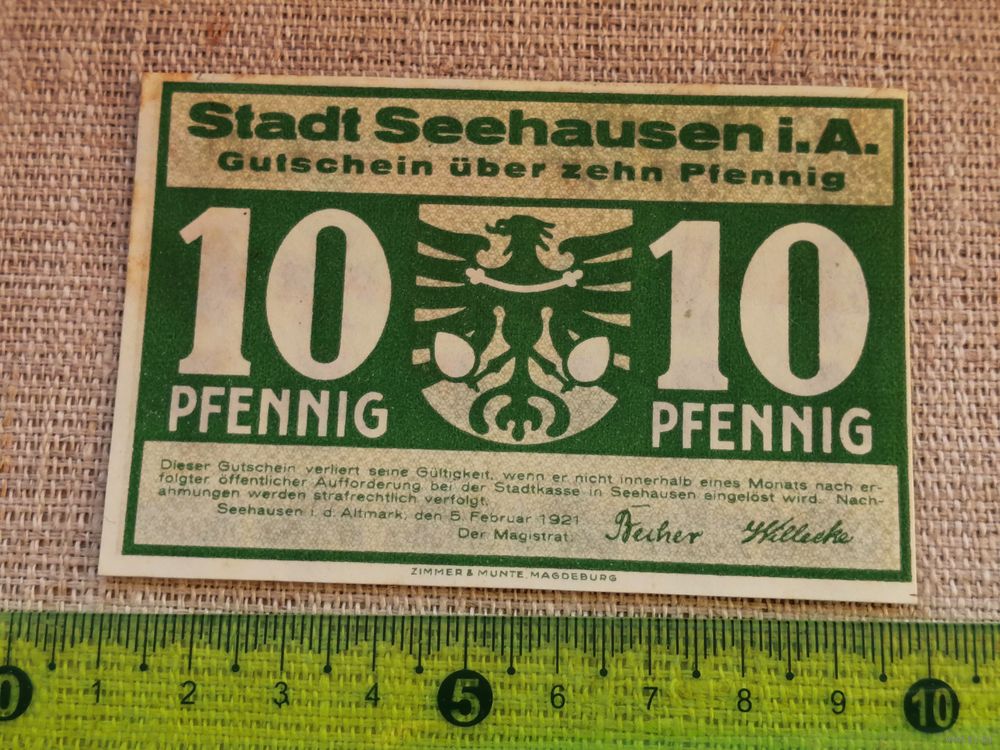 Stadt Seehausen i.A.
Gutschein über zehn Pfennig
10 10
PFENNIG PFENNIG
Dieser Gutschein verliert seine Gültigkeit, wenn er nicht innerhalb eines Monats nach er-
folgter öffentlicher Aufforderung bei der Stadtkasse in Seehausen eingelöst wird. Nach-
ahmungen werden strafrechtlich verfolgt.
Seehausen i. d. Altmark, den 5. Februar 1921
Der Magistrat. Becher Willecke
ZIMMER & MUNTE, MAGDEBURG
0 1 2 3 4 5 6 7 8 9 10